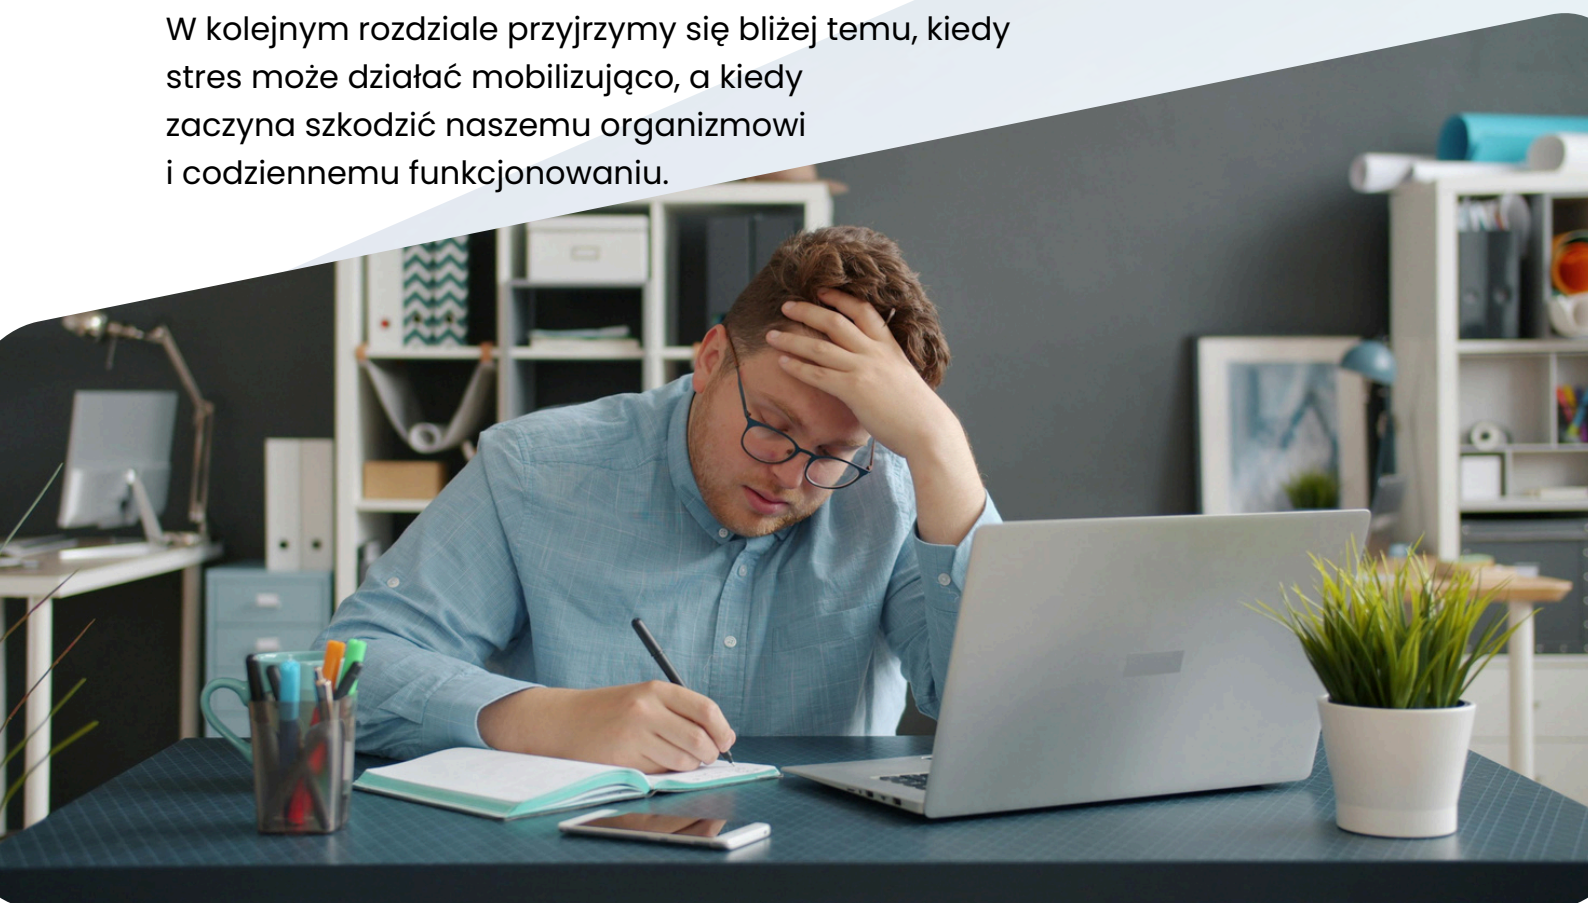 W kolejnym rozdziale przyjrzymy się bliżej temu, kiedy
stres może działać mobilizująco, a kiedy
zaczyna szkodzić naszemu organizmowi
i codziennemu funkcjonowaniu.